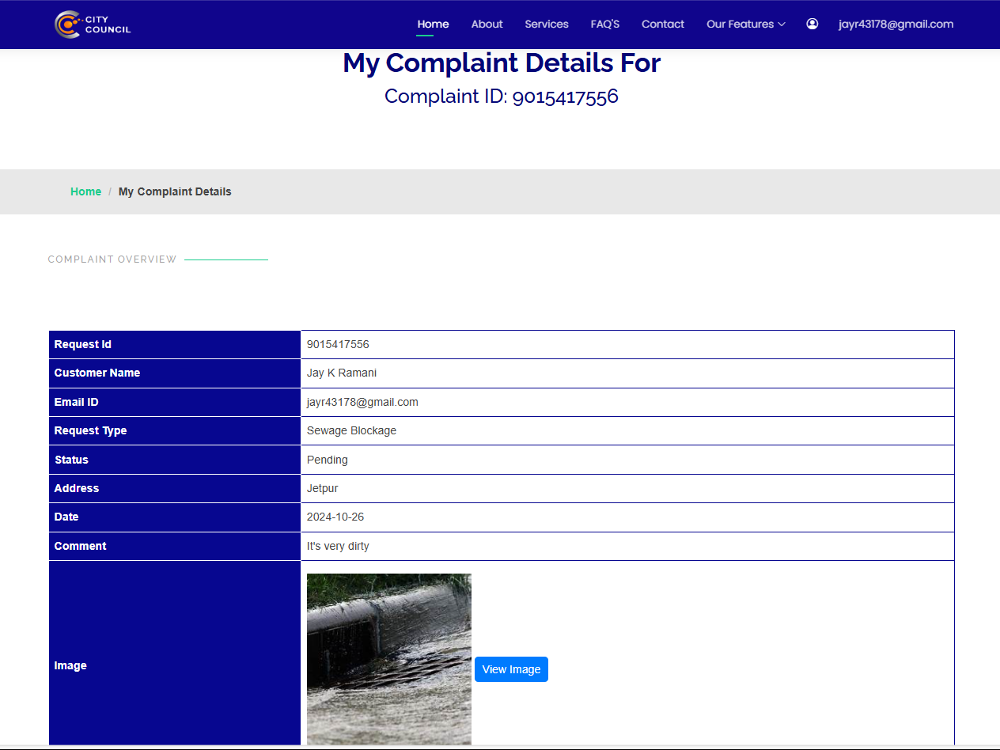 CITY
COUNCIL
Home About Services FAQ'S Contact Our Features jayr43178@gmail.com
My Complaint Details For
Complaint ID: 9015417556
Home / My Complaint Details
COMPLAINT OVERVIEW
Request Id 9015417556
Customer Name Jay K Ramani
Email ID jayr43178@gmail.com
Request Type Sewage Blockage
Status Pending
Address Jetpur
Date 2024-10-26
Comment It's very dirty
Image View Image